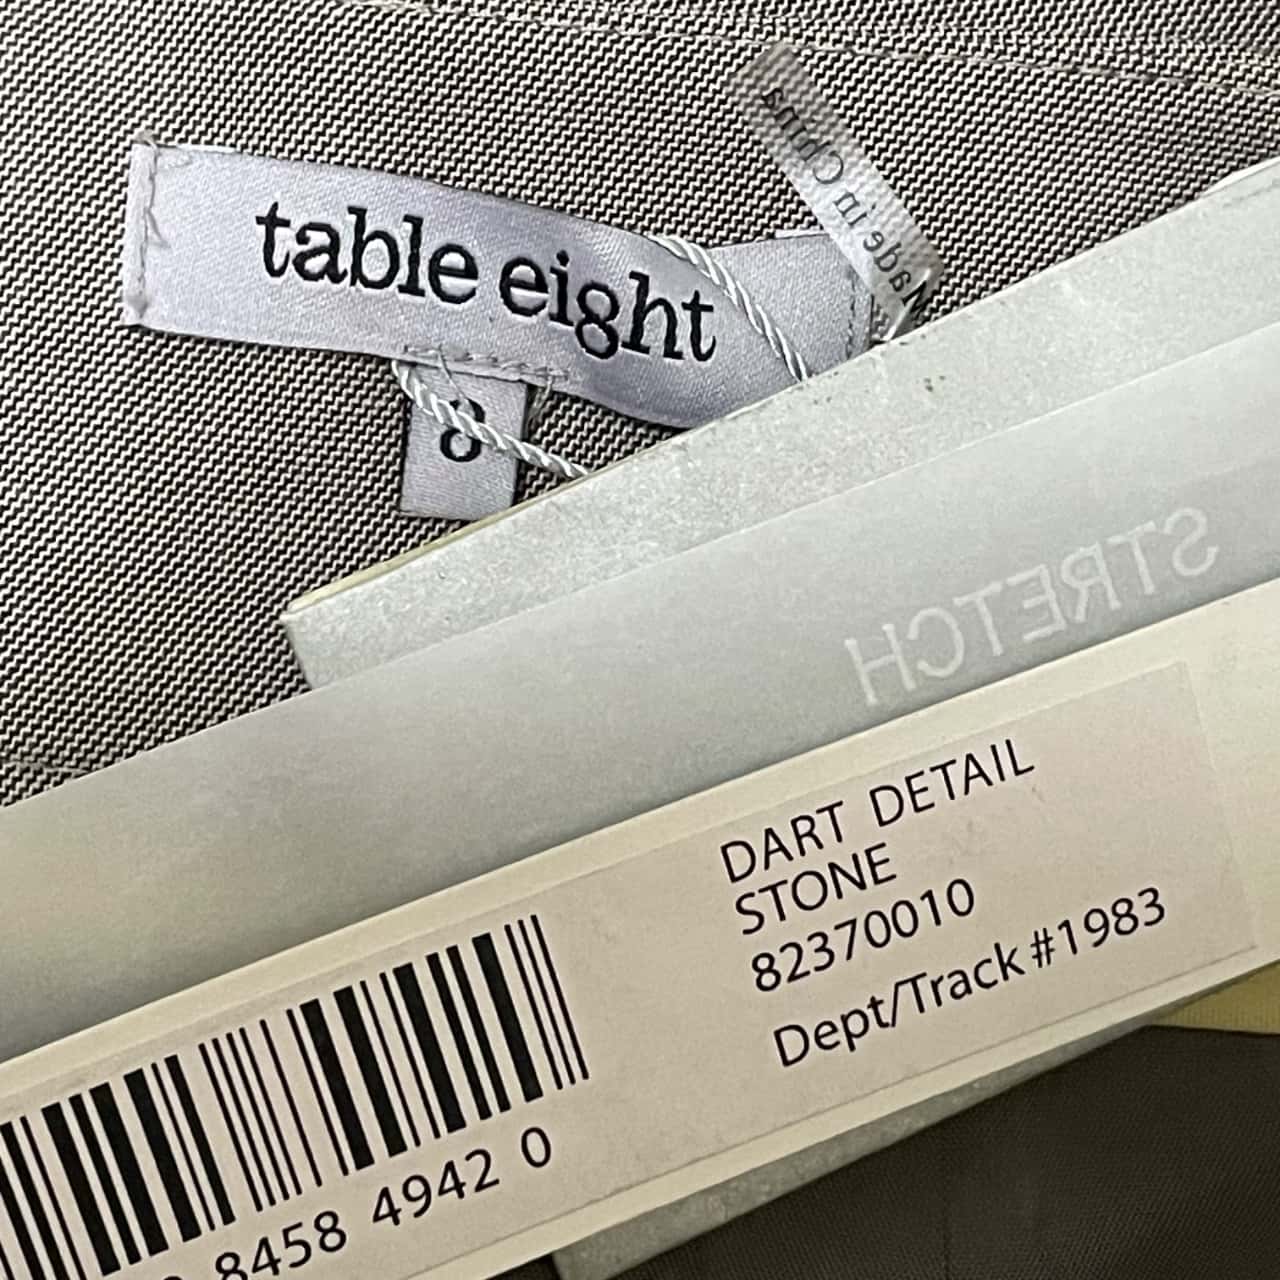 Made in China
table eight
8
STRETCH
DART DETAIL
STONE
82370010
Dept/Track #1983
8458 4942 0